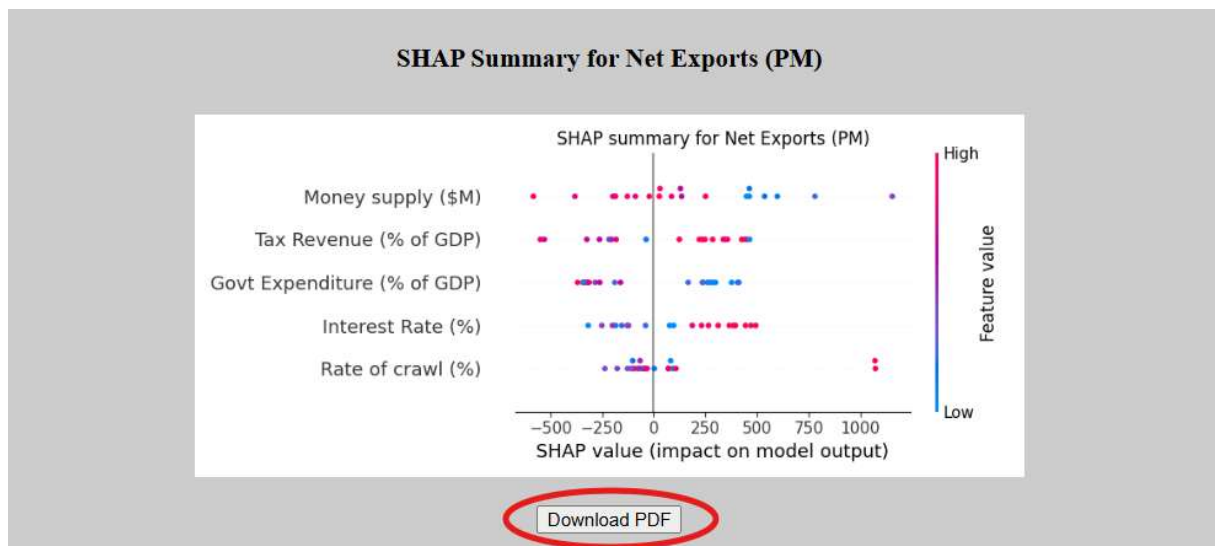 SHAP Summary for Net Exports (PM)
SHAP summary for Net Exports (PM)
High
Money supply ($M)
Tax Revenue (% of GDP)
Govt Expenditure (% of GDP)
Interest Rate (%)
Rate of crawl (%)
Feature value
Low
−500 −250 0 250 500 750 1000
SHAP value (impact on model output)
Download PDF